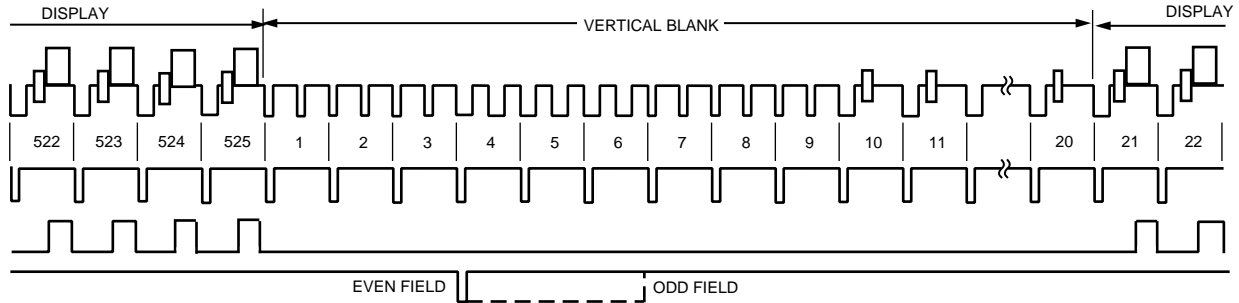 DISPLAY
VERTICAL BLANK
DISPLAY
522 523 524 525 1 2 3 4 5 6 7 8 9 10 11 20 21 22
EVEN FIELD ODD FIELD